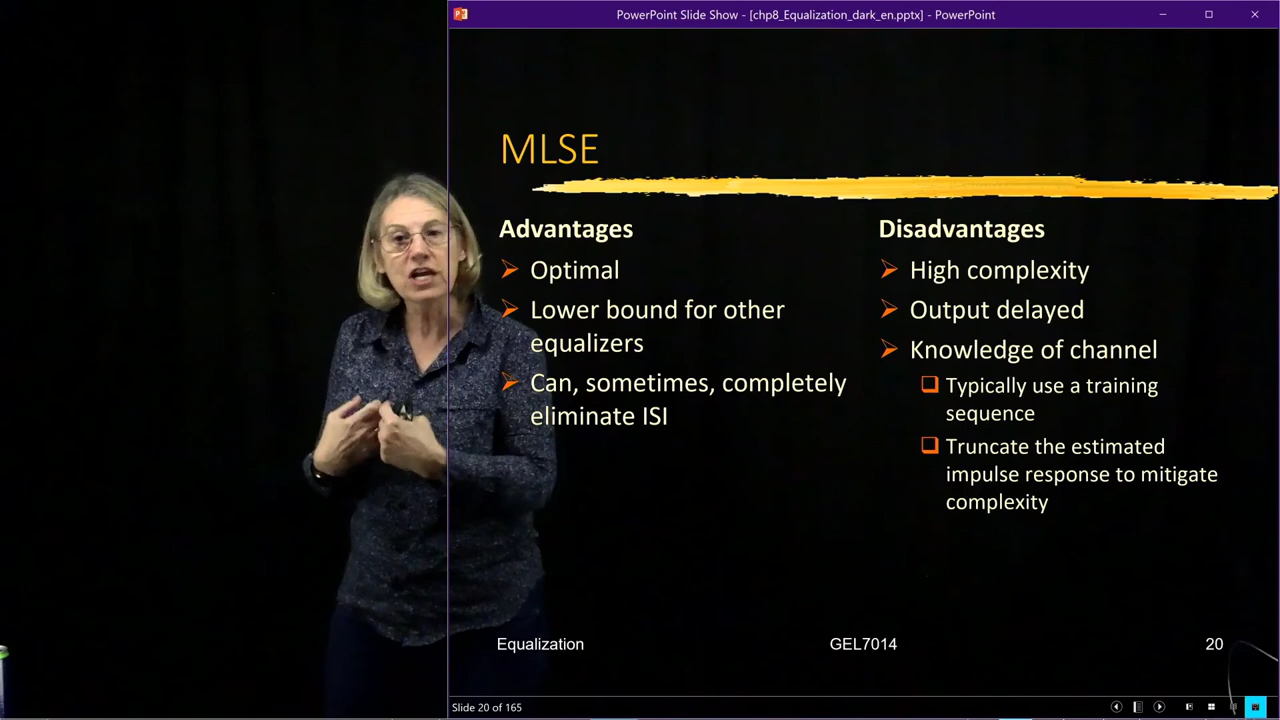 PowerPoint Slide Show - [chp8_Equalization_dark_en.pptx] - PowerPoint
MLSE
Advantages
Optimal
Lower bound for other
equalizers
Can, sometimes, completely
eliminate ISI
Disadvantages
High complexity
Output delayed
Knowledge of channel
Typically use a training
sequence
Truncate the estimated
impulse response to mitigate
complexity
Equalization
GEL7014
20
Slide 20 of 165